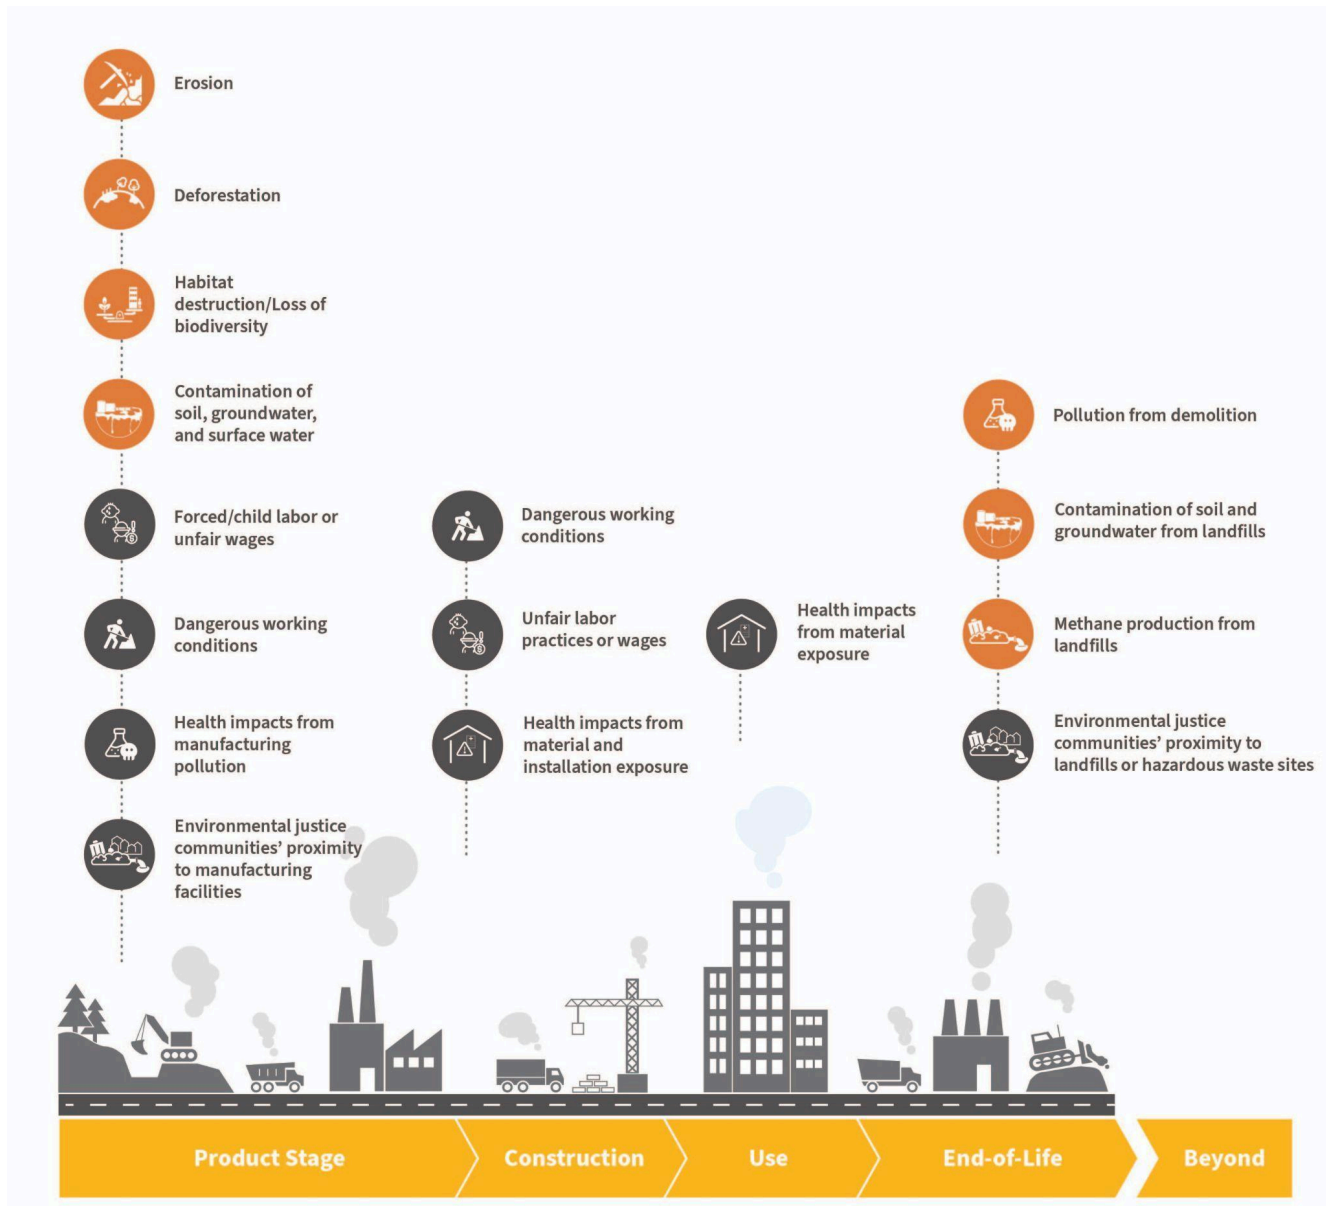 Erosion
Deforestation
Habitat
destruction/Loss of
biodiversity
Contamination of
soil, groundwater,
and surface water
Forced/child labor or
unfair wages
Dangerous working
conditions
Health impacts from
manufacturing
pollution
Environmental justice
communities’ proximity
to manufacturing
facilities
Dangerous working
conditions
Unfair labor
practices or wages
Health impacts from
material and
installation exposure
Health impacts
from material
exposure
Pollution from demolition
Contamination of soil and
groundwater from landfills
Methane production from
landfills
Environmental justice
communities’ proximity to
landfills or hazardous waste sites
Product Stage
Construction
Use
End-of-Life
Beyond